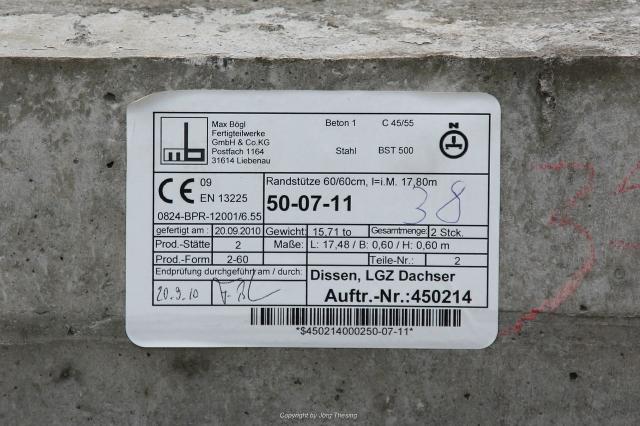 Max Bögl
Fertigteilwerke
GmbH & Co.KG
Postfach 1164
31614 Liebenau
Beton 1 C 45/55
Stahl BST 500
N
1
mb
CE 09
EN 13225
0824-BPR-12001/6.55
Randstütze 60/60cm, l=i.M. 17,80m
50-07-11
38
gefertigt am : 20.09.2010 Gewicht: 15,71 to Gesamtmenge: 2 Stck.
Prod.-Stätte 2 Maße: L: 17,48 / B: 0,60 / H: 0,60 m
Prod.-Form 2-60 Teile-Nr.: 2
Endprüfung durchgeführt am / durch:
20.9.10
Dissen, LGZ Dachser
Auftr.-Nr.:450214
*$450214000250-07-11*
Copyright by Jörg Thesing